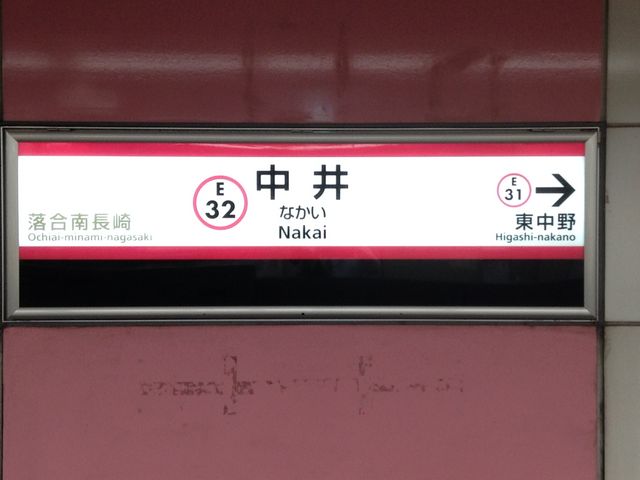 落合南長崎
Ochiai-minami-nagasaki
E
32
中井
なかい
Nakai
E
31
東中野
Higashi-nakano